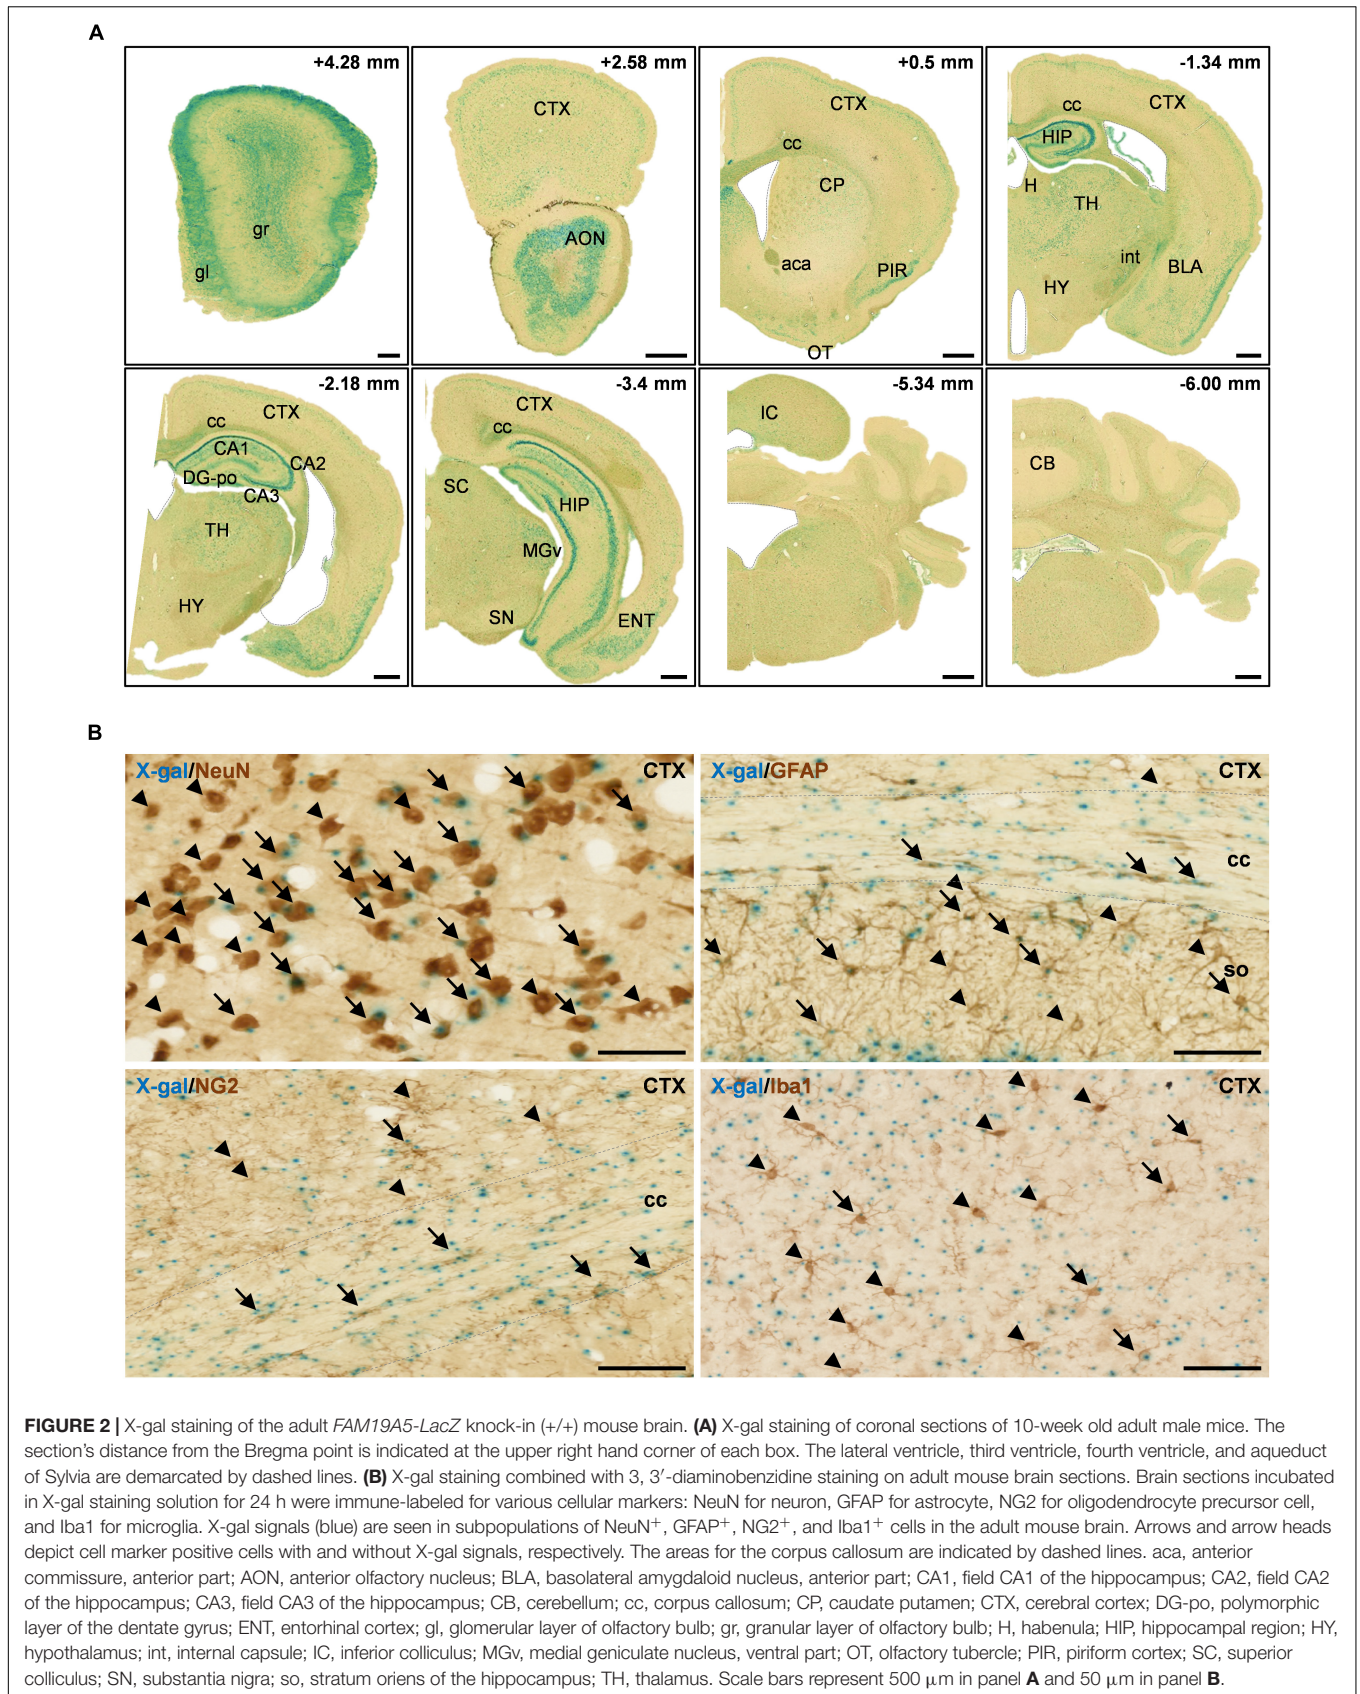 A
+4.28 mm
gr
gl
+2.58 mm
CTX
AON
+0.5 mm
CTX
cc
CP
aca
PIR
OT
-1.34 mm
cc
CTX
HIP
H
TH
int
BLA
HY
-2.18 mm
CTX
cc
CA1
CA2
DG-po
CA3
TH
HY
-3.4 mm
CTX
cc
SC
HIP
MGv
SN
ENT
-5.34 mm
IC
-6.00 mm
CB
B
X-gal/NeuN
CTX
X-gal/GFAP
CTX
cc
so
X-gal/NG2
CTX
cc
X-gal/Iba1
CTX
FIGURE 2 | X-gal staining of the adult FAM19A5-LacZ knock-in (+/+) mouse brain. (A) X-gal staining of coronal sections of 10-week old adult male mice. The
section's distance from the Bregma point is indicated at the upper right hand corner of each box. The lateral ventricle, third ventricle, fourth ventricle, and aqueduct
of Sylvia are demarcated by dashed lines. (B) X-gal staining combined with 3, 3′-diaminobenzidine staining on adult mouse brain sections. Brain sections incubated
in X-gal staining solution for 24 h were immune-labeled for various cellular markers: NeuN for neuron, GFAP for astrocyte, NG2 for oligodendrocyte precursor cell,
and Iba1 for microglia. X-gal signals (blue) are seen in subpopulations of NeuN⁺, GFAP⁺, NG2⁺, and Iba1⁺ cells in the adult mouse brain. Arrows and arrow heads
depict cell marker positive cells with and without X-gal signals, respectively. The areas for the corpus callosum are indicated by dashed lines. aca, anterior
commissure, anterior part; AON, anterior olfactory nucleus; BLA, basolateral amygdaloid nucleus, anterior part; CA1, field CA1 of the hippocampus; CA2, field CA2
of the hippocampus; CA3, field CA3 of the hippocampus; CB, cerebellum; cc, corpus callosum; CP, caudate putamen; CTX, cerebral cortex; DG-po, polymorphic
layer of the dentate gyrus; ENT, entorhinal cortex; gl, glomerular layer of olfactory bulb; gr, granular layer of olfactory bulb; H, habenula; HIP, hippocampal region; HY,
hypothalamus; int, internal capsule; IC, inferior colliculus; MGv, medial geniculate nucleus, ventral part; OT, olfactory tubercle; PIR, piriform cortex; SC, superior
colliculus; SN, substantia nigra; so, stratum oriens of the hippocampus; TH, thalamus. Scale bars represent 500 μm in panel A and 50 μm in panel B.